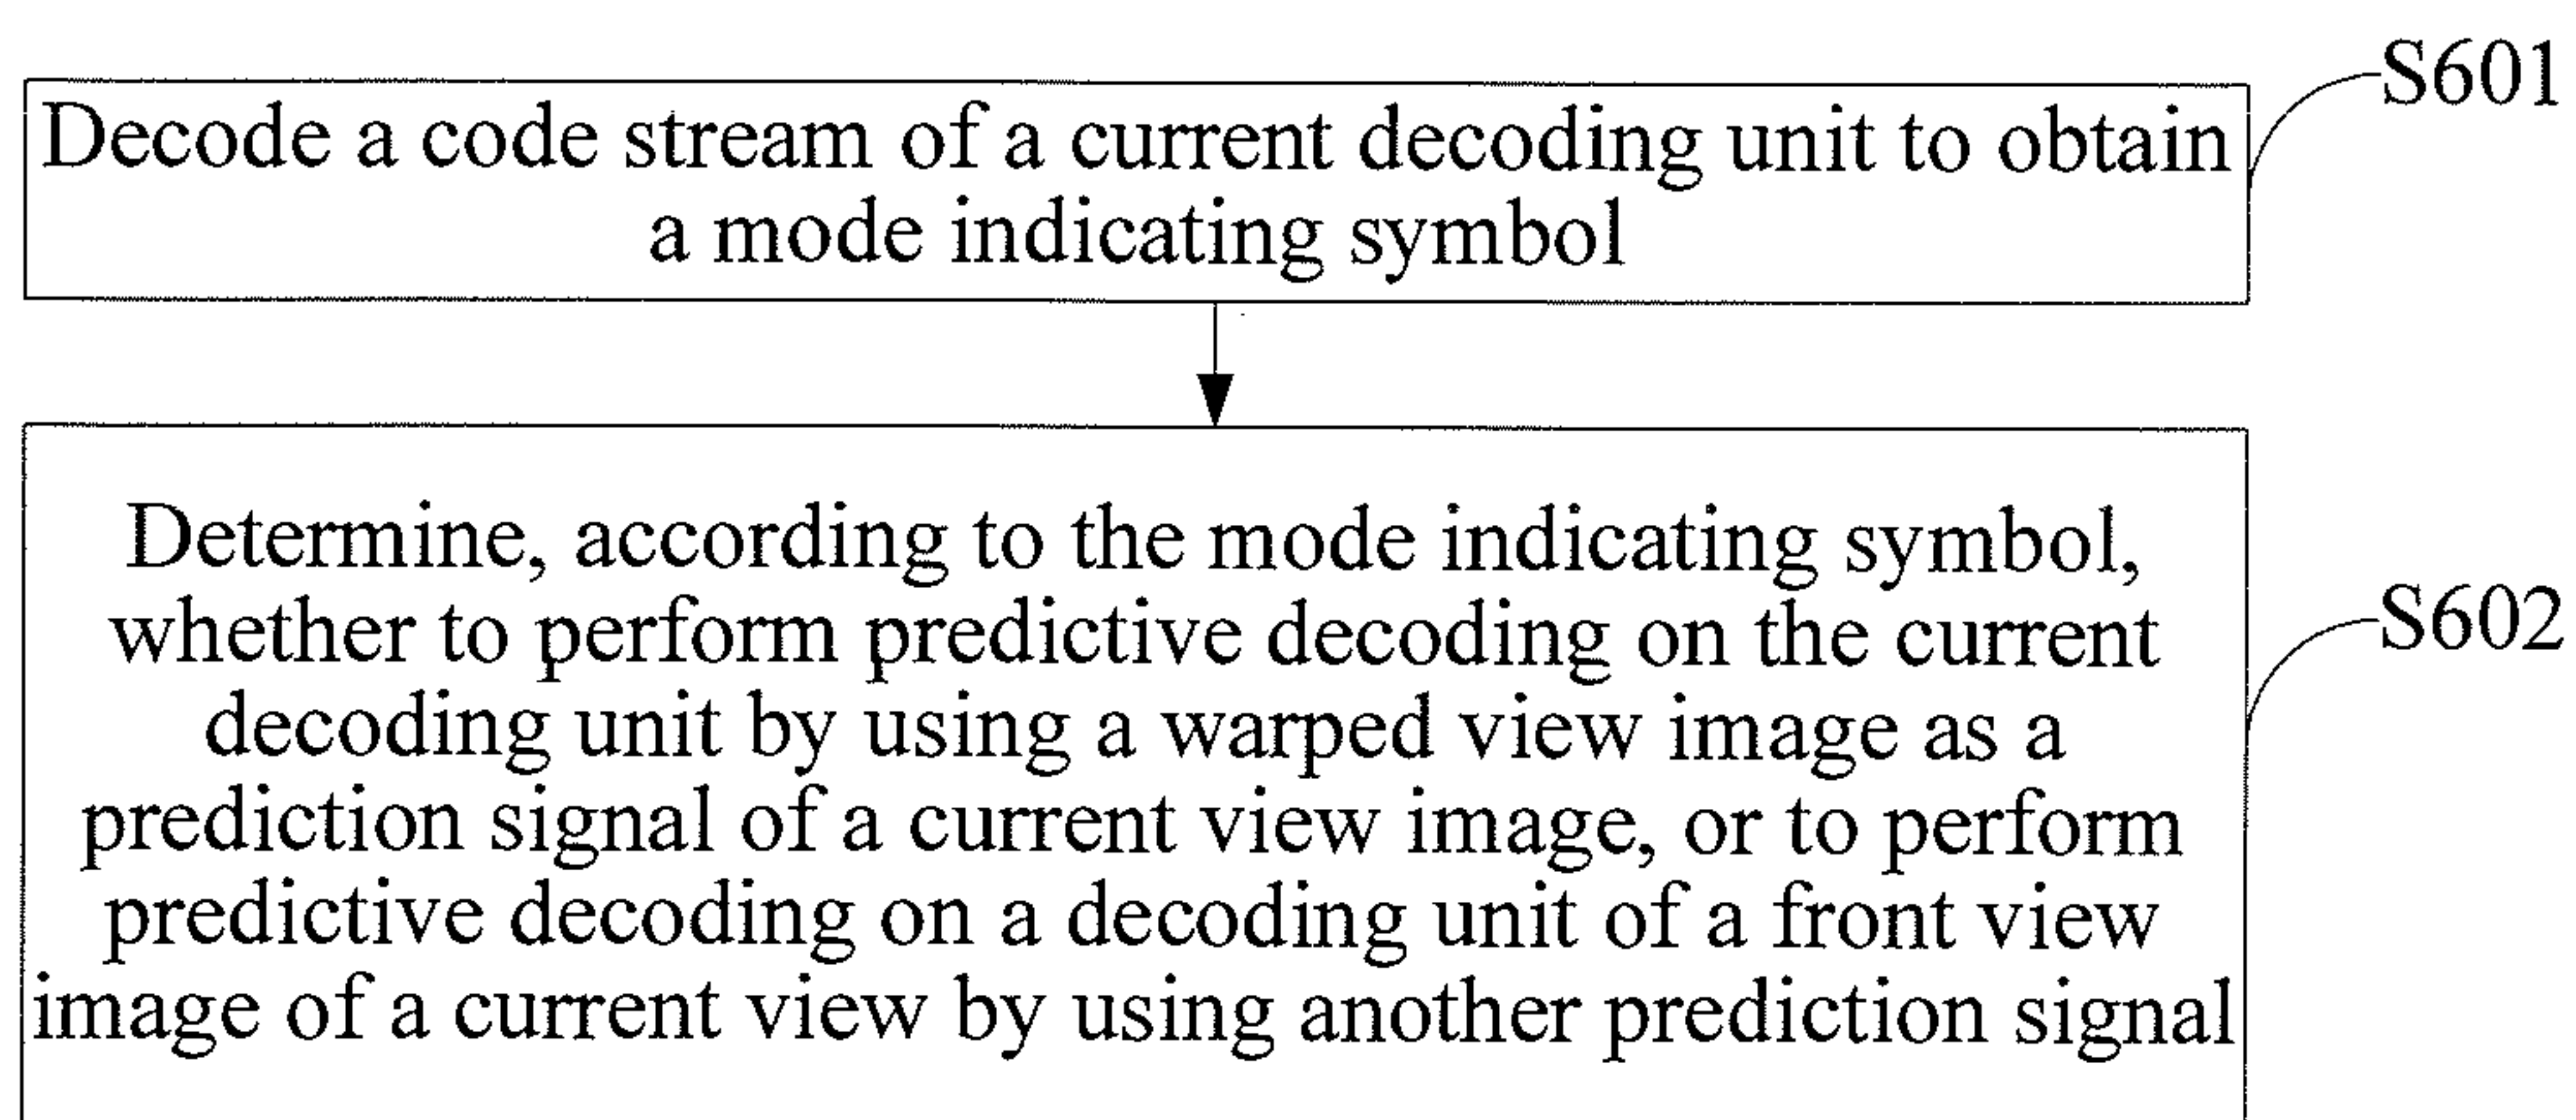 S601
Decode a code stream of a current decoding unit to obtain
a mode indicating symbol
Determine, according to the mode indicating symbol,
whether to perform predictive decoding on the current
S602
decoding unit by using a warped view image as a
prediction signal of a current view image, or to perform
predictive decoding on a decoding unit of a front view
image of a current view by using another prediction signal